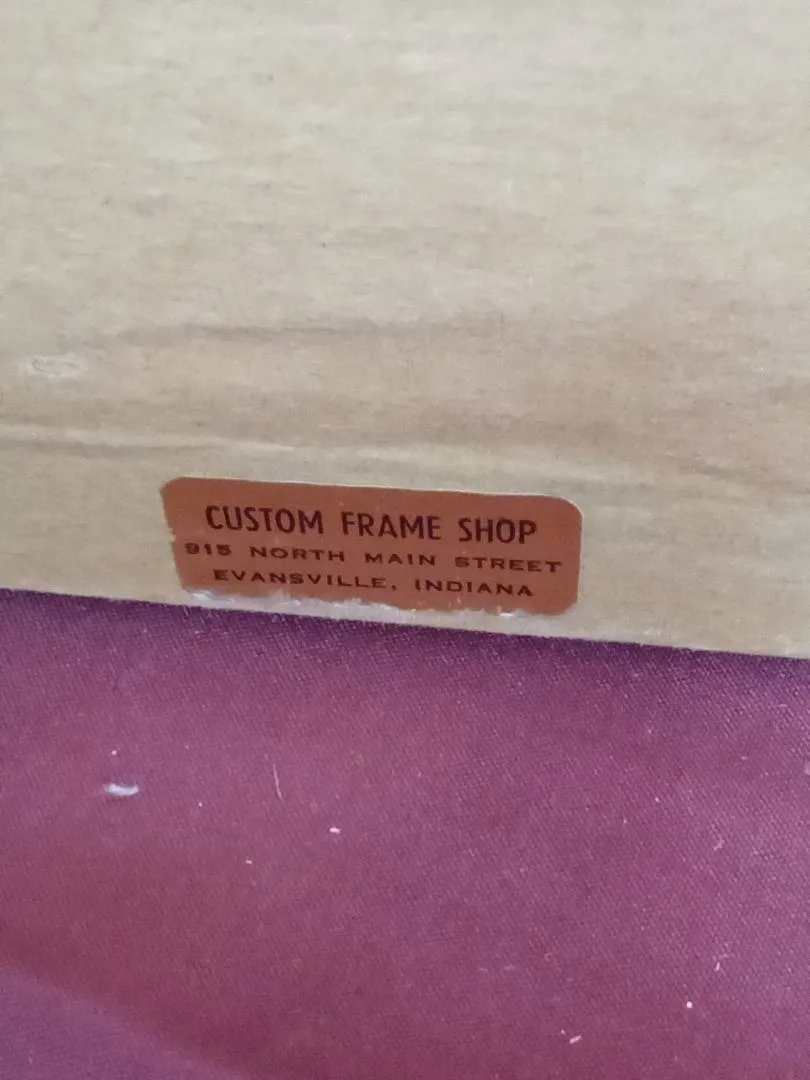 CUSTOM FRAME SHOP
915 NORTH MAIN STREET
EVANSVILLE, INDIANA